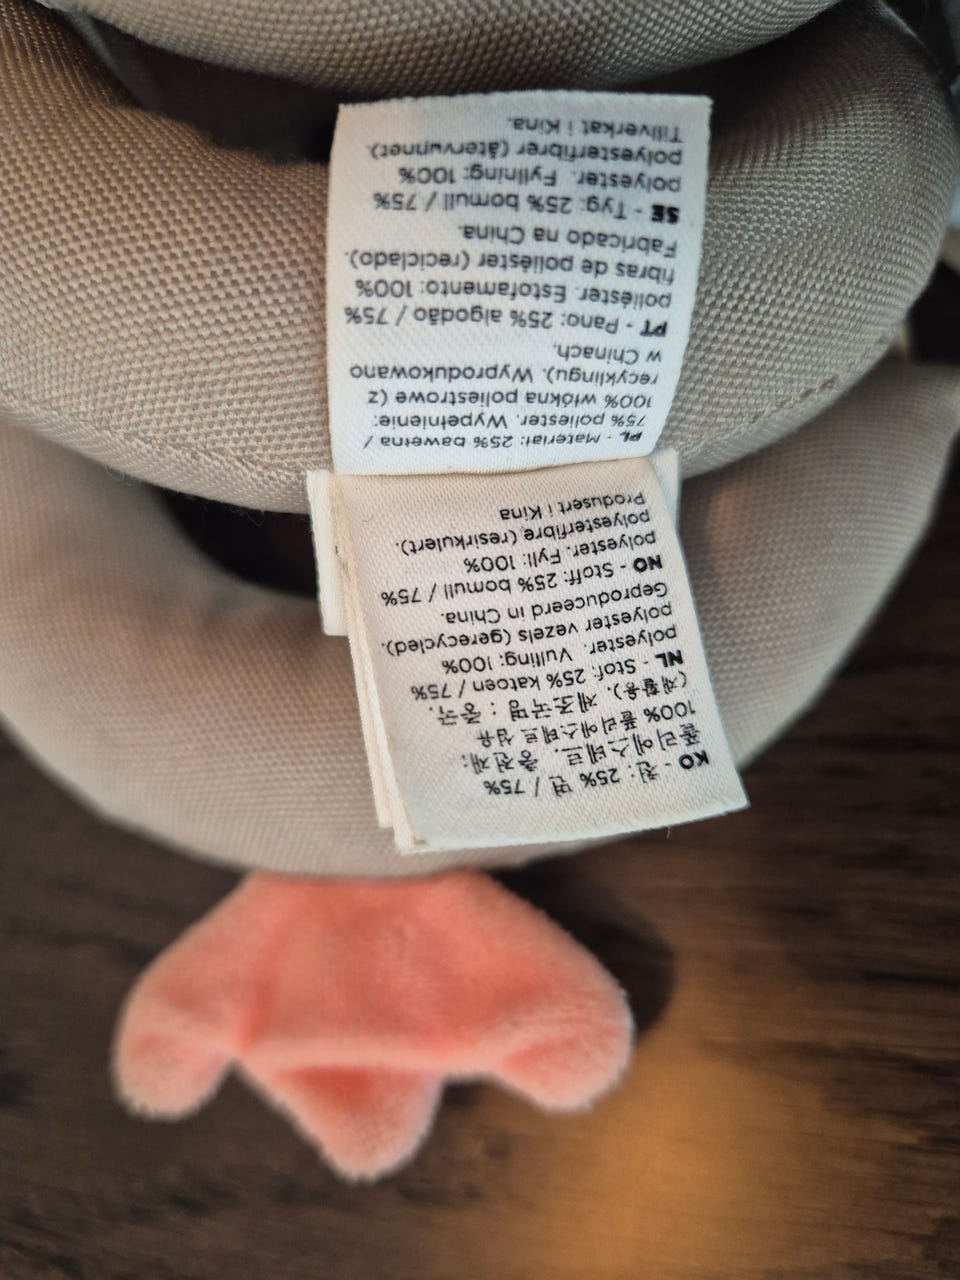 KO - 천: 25% 면 / 75%
폴리에스테르. 충전재:
100% 폴리에스테르 섬유
(재활용). 제조국명 : 중국.
NL - Stof: 25% katoen / 75%
polyester. Vulling: 100%
polyester vezels (gerecycled).
Geproduceerd in China.
NO - Stoff: 25% bomull / 75%
polyester. Fyll: 100%
polyesterfibre (resirkulert).
Produsert i Kina
PL - Materiał: 25% bawełna /
75% poliester. Wypełnienie:
100% włókna poliestrowe (z
recyklingu). Wyprodukowano
w Chinach.
PT - Pano: 25% algodão / 75%
poliéster. Estofamento: 100%
fibras de poliéster (reciclado).
Fabricado na China.
SE - Tyg: 25% bomull / 75%
polyester. Fyllning: 100%
polyesterfibrer (återvunnet).
Tillverkat i Kina.